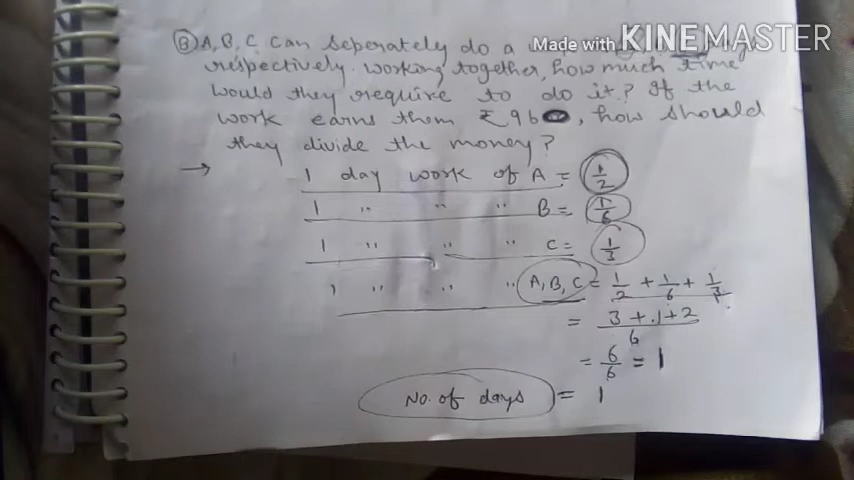 ③ A, B, C can seperately do a
Made with KINEMASTER
respectively. working together, how much time
would they require to do it? If the
work earns them ₹960, how should
they divide the money?
→ 1 day work of A = 1/2
1 " " " B = 1/6
1 " " " C = 1/3
1 " " " A, B, C = 1/2 + 1/6 + 1/3
= 3+1+2/6
= 6/6 = 1
No. of days = 1